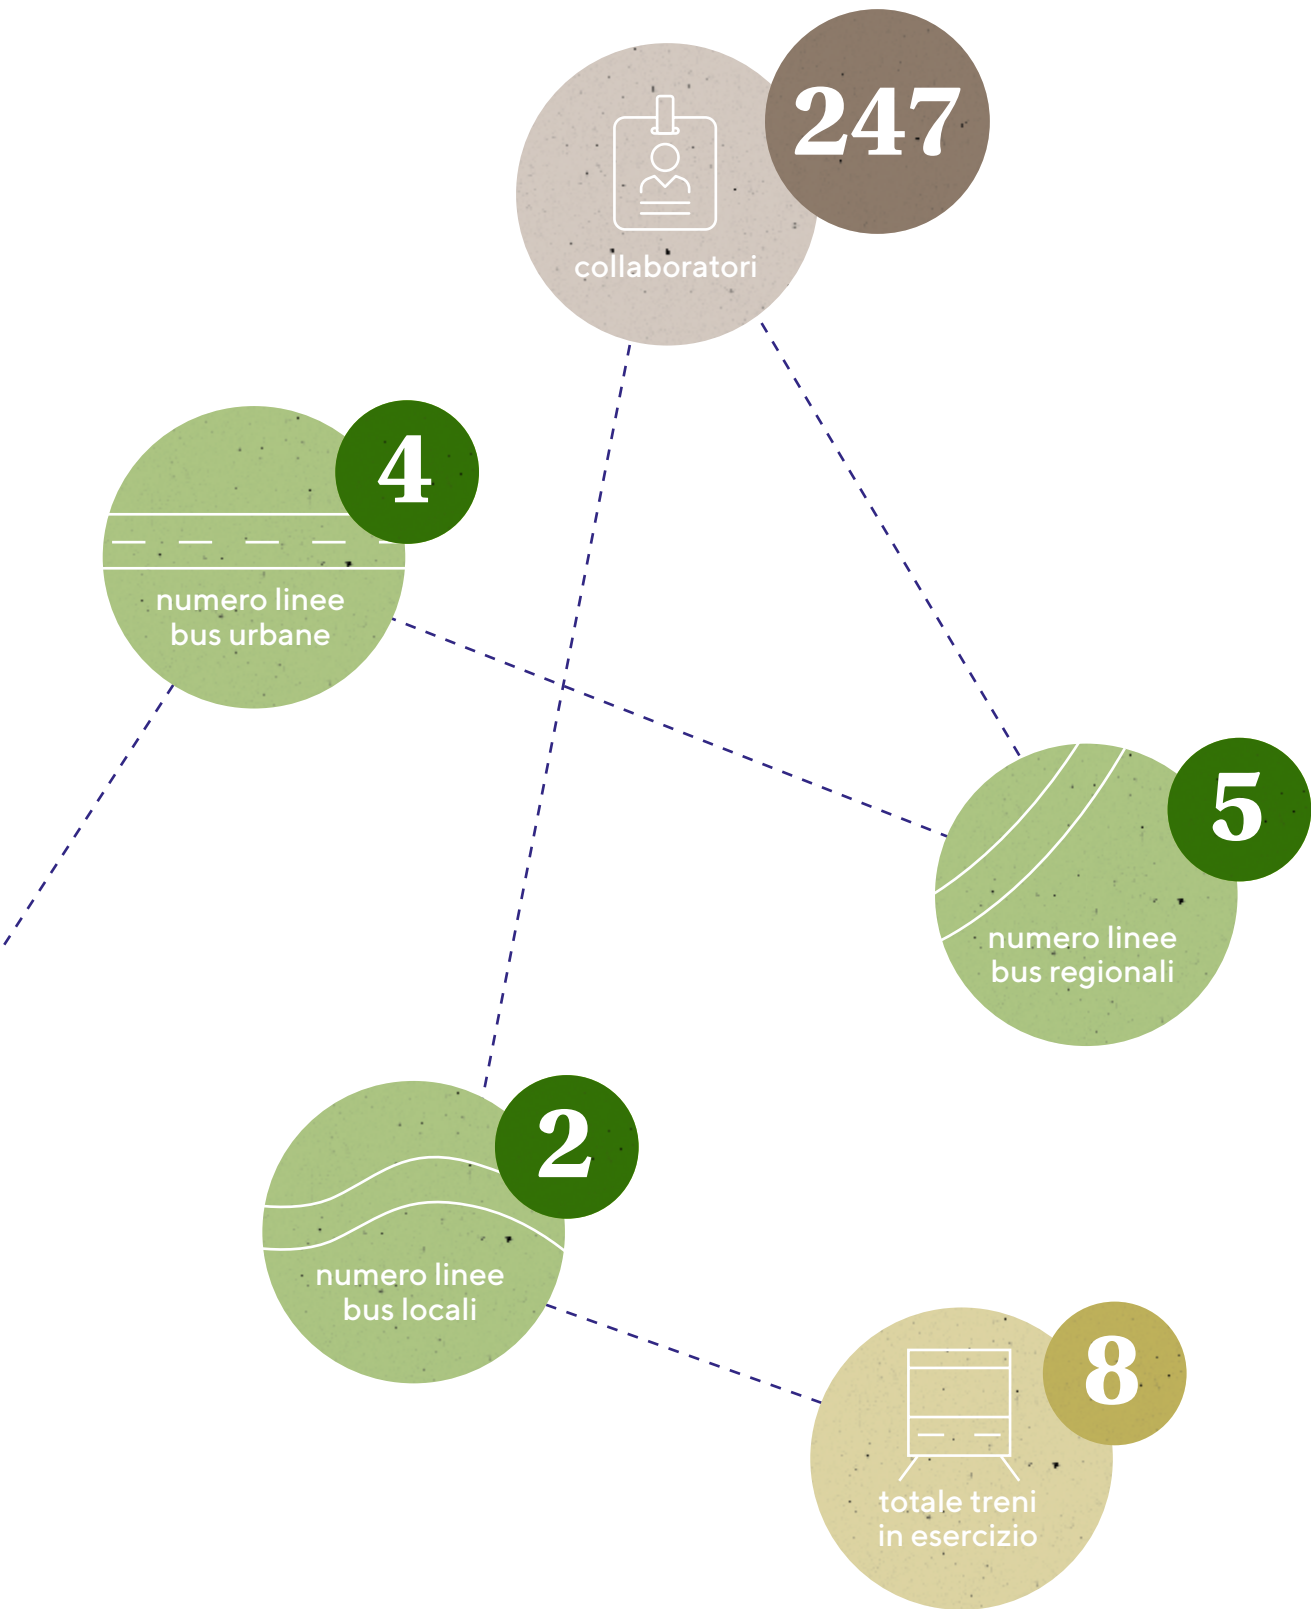 247
collaboratori
4
numero linee
bus urbane
5
numero linee
bus regionali
2
numero linee
bus locali
8
totale treni
in esercizio